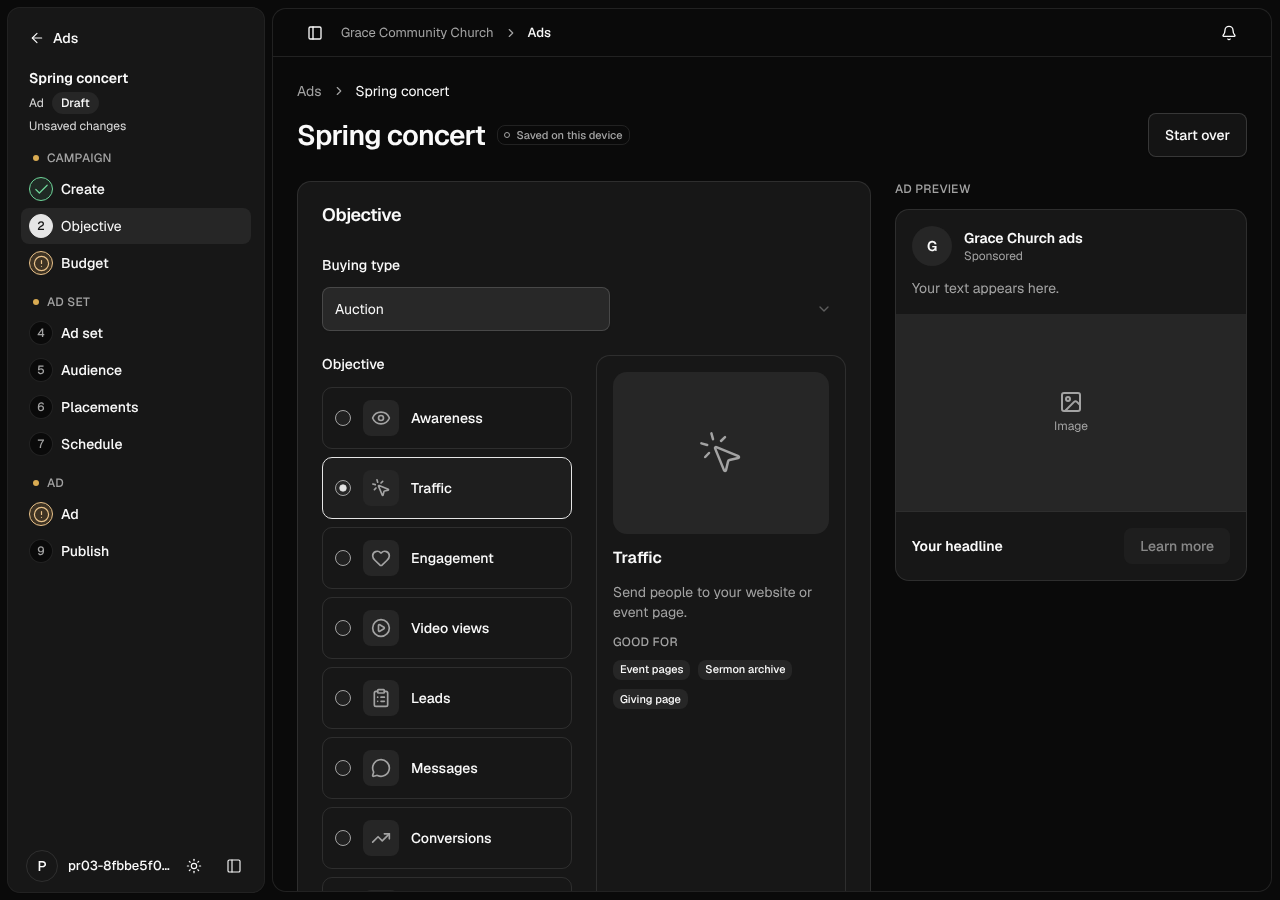 Ads
Spring concert
Ad Draft
Unsaved changes
CAMPAIGN
Create
2 Objective
Budget
AD SET
4 Ad set
5 Audience
6 Placements
7 Schedule
AD
Ad
9 Publish
P pr03-8fbbe5f0...
Grace Community Church > Ads
Ads > Spring concert
Spring concert Saved on this device
Start over
Objective
Buying type
Auction
Objective
Awareness
Traffic
Engagement
Video views
Leads
Messages
Conversions
Traffic
Send people to your website or
event page.
GOOD FOR
Event pages Sermon archive
Giving page
AD PREVIEW
G Grace Church ads
Sponsored
Your text appears here.
Image
Your headline Learn more